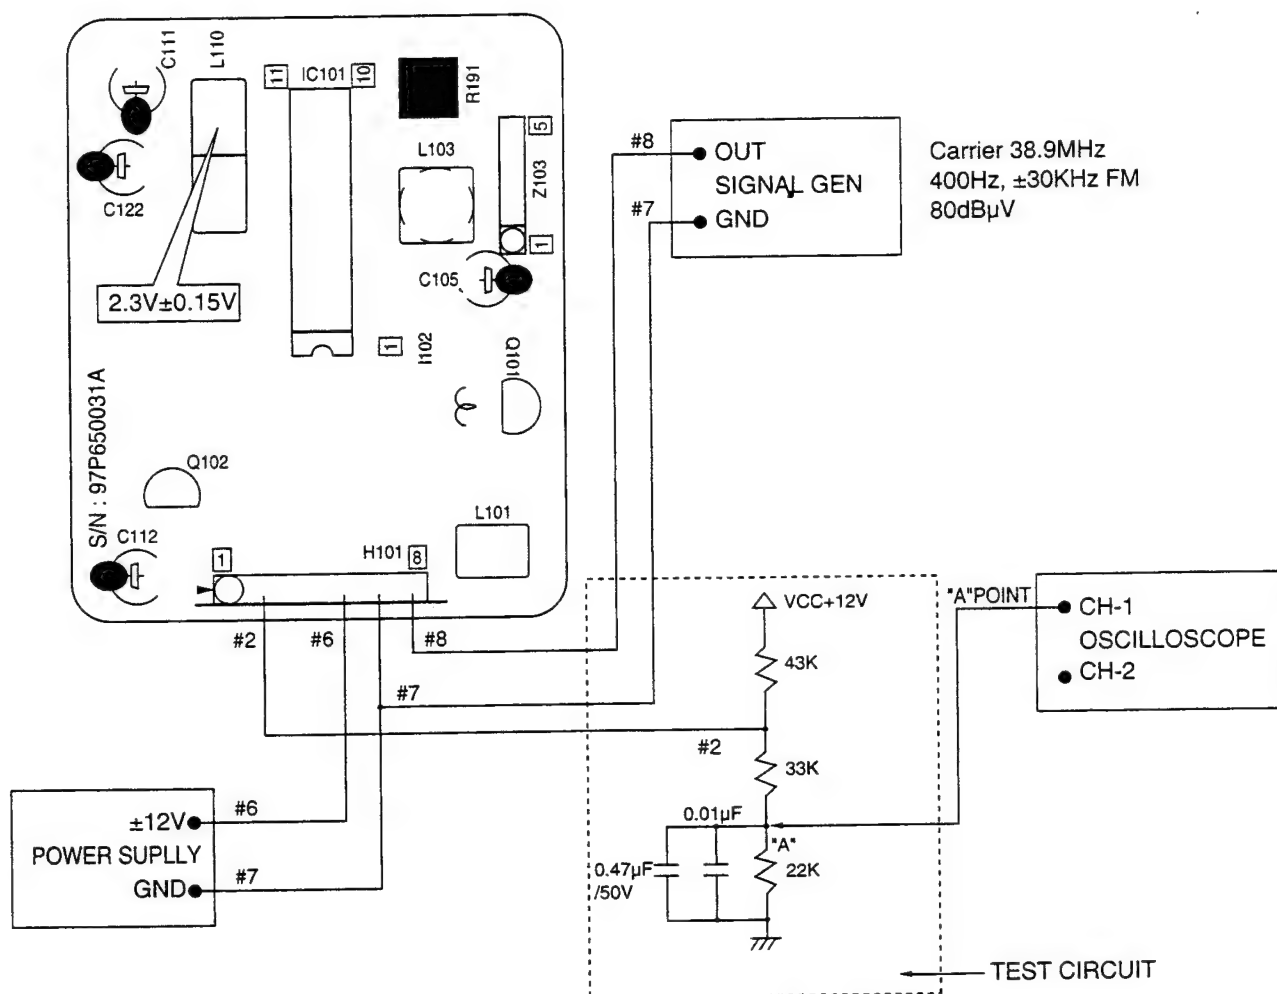 C111
L110
11
IC101
10
R191
C122
L103
5
Z103
1
C105
2.3V±0.15V
1
I102
Q101
S/N : 97P650031A
Q102
C112
1
H101
8
L101
#2
#6
#8
#7
#8
OUT
SIGNAL GEN
#7
GND
Carrier 38.9MHz
400Hz, ±30KHz FM
80dBµV
VCC+12V
43K
#2
33K
0.01µF
"A"
0.47µF
/50V
22K
"A"POINT
CH-1
OSCILLOSCOPE
CH-2
±12V
#6
POWER SUPLLY
GND
#7
TEST CIRCUIT